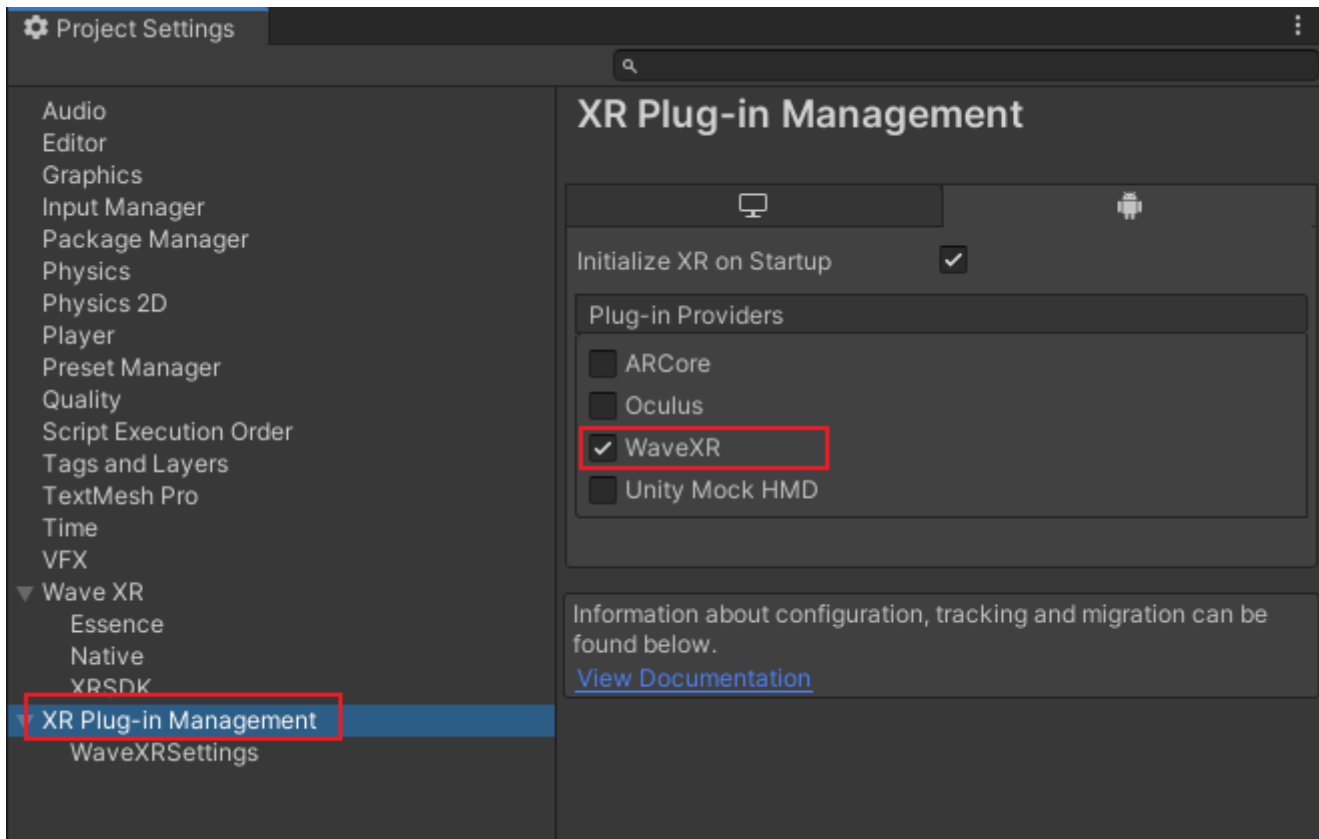 Project Settings
Audio
Editor
Graphics
Input Manager
Package Manager
Physics
Physics 2D
Player
Preset Manager
Quality
Script Execution Order
Tags and Layers
TextMesh Pro
Time
VFX
Wave XR
Essence
Native
XRSDK
XR Plug-in Management
WaveXRSettings
XR Plug-in Management
Initialize XR on Startup
Plug-in Providers
ARCore
Oculus
WaveXR
Unity Mock HMD
Information about configuration, tracking and migration can be
found below.
View Documentation